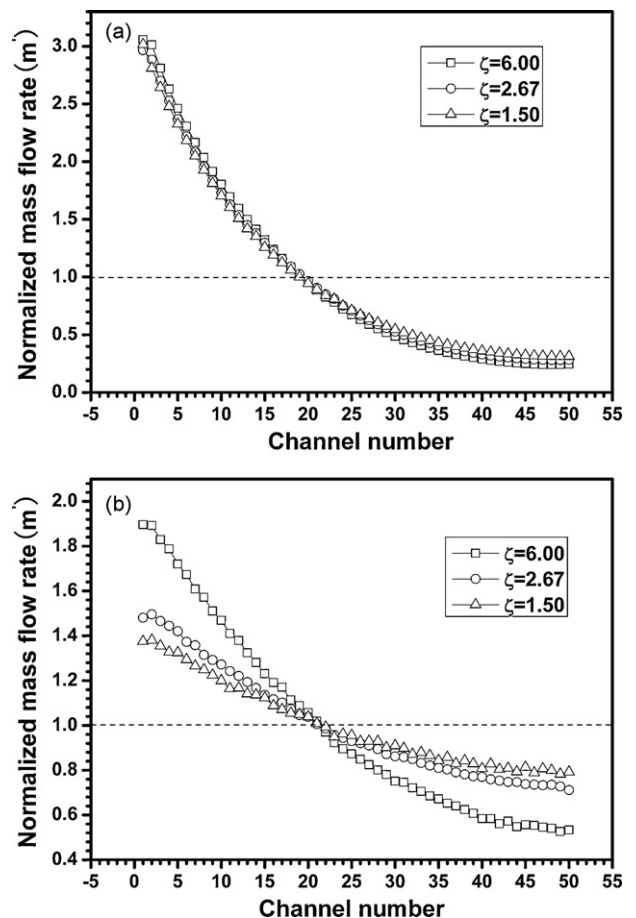 (a)
ζ=6.00
ζ=2.67
ζ=1.50
Normalized mass flow rate (m˙)
3.0
2.5
2.0
1.5
1.0
0.5
0.0
-5 0 5 10 15 20 25 30 35 40 45 50 55
Channel number
(b)
ζ=6.00
ζ=2.67
ζ=1.50
Normalized mass flow rate (m˙)
2.0
1.8
1.6
1.4
1.2
1.0
0.8
0.6
0.4
-5 0 5 10 15 20 25 30 35 40 45 50 55
Channel number